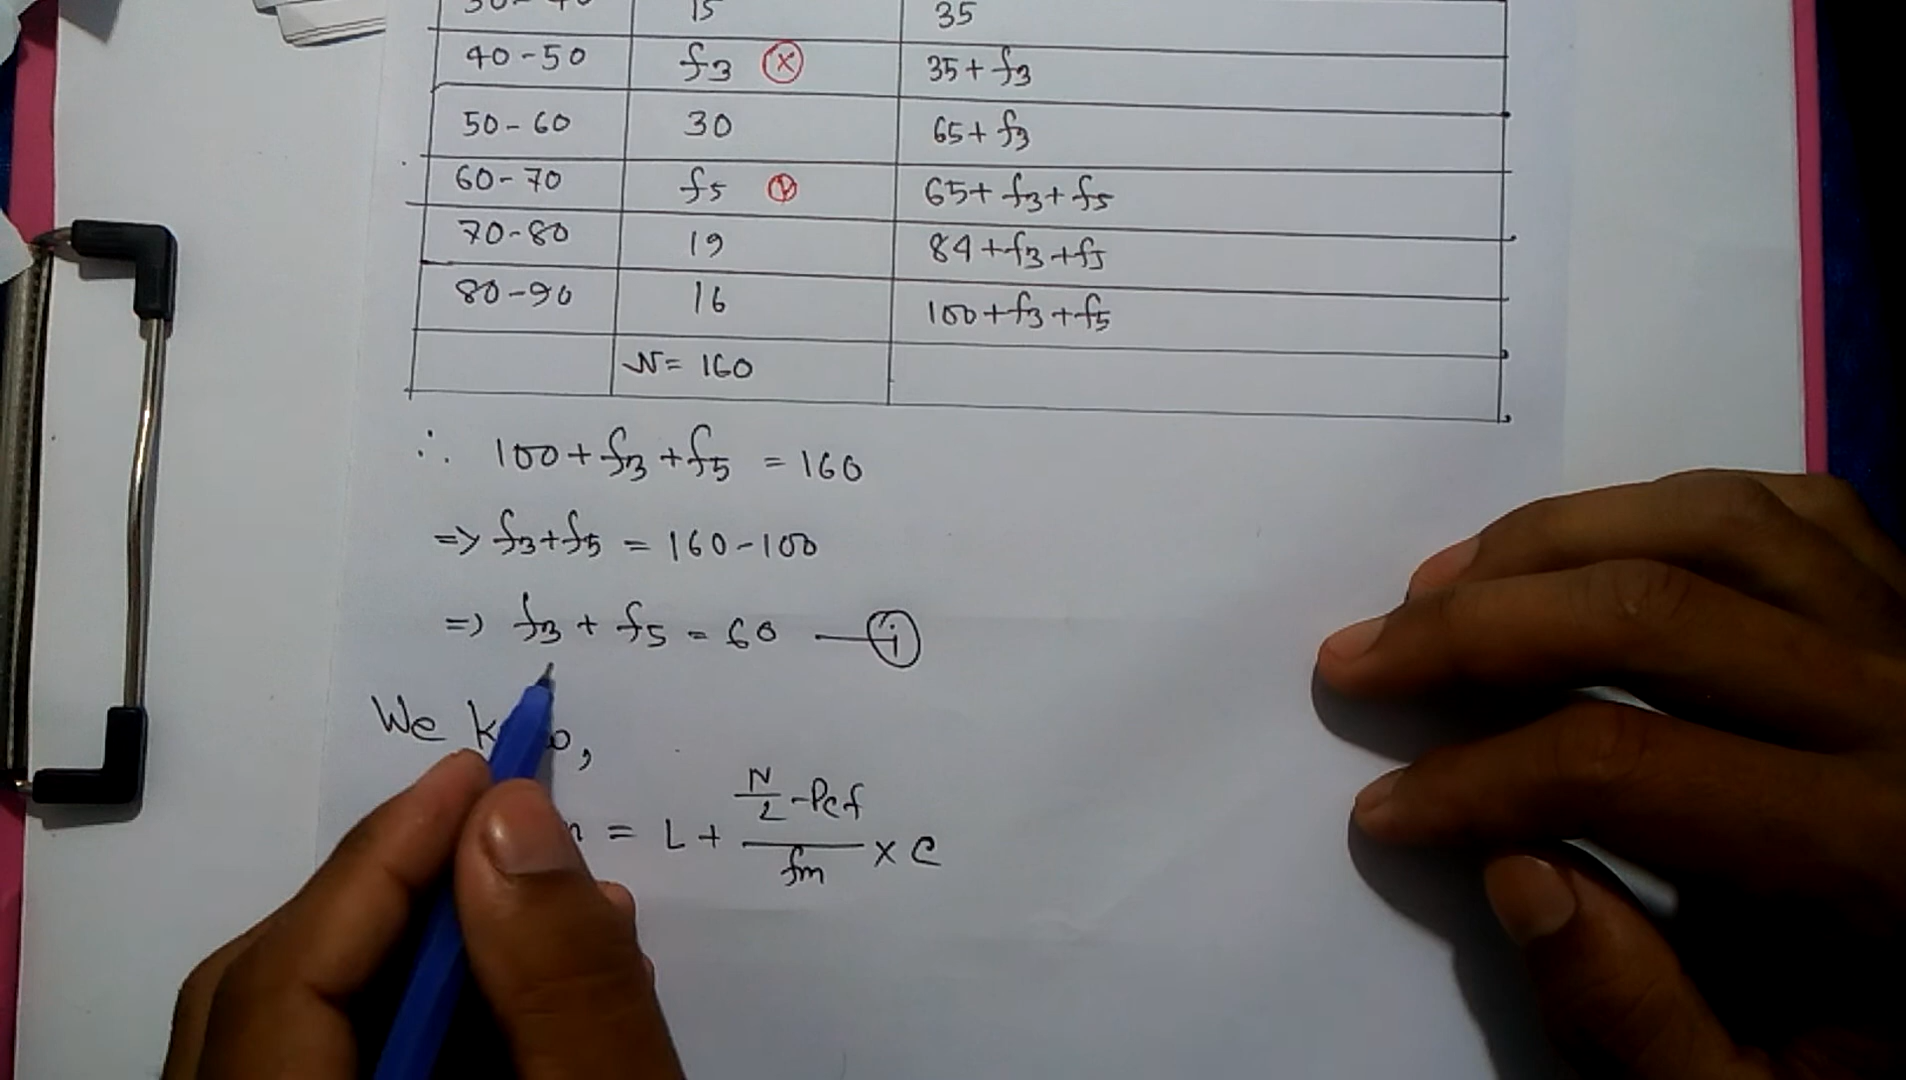 30-40 15 35
40-50 f3 (x) 35+f3
50-60 30 65+f3
60-70 f5 65+f3+f5
70-80 19 84+f3+f5
80-90 16 100+f3+f5
N= 160
∴ 100+f3+f5 = 160
=> f3+f5 = 160-100
=> f3 + f5 = 60 —(i)
We
= L + (N/2 - Pcf)/fm × C